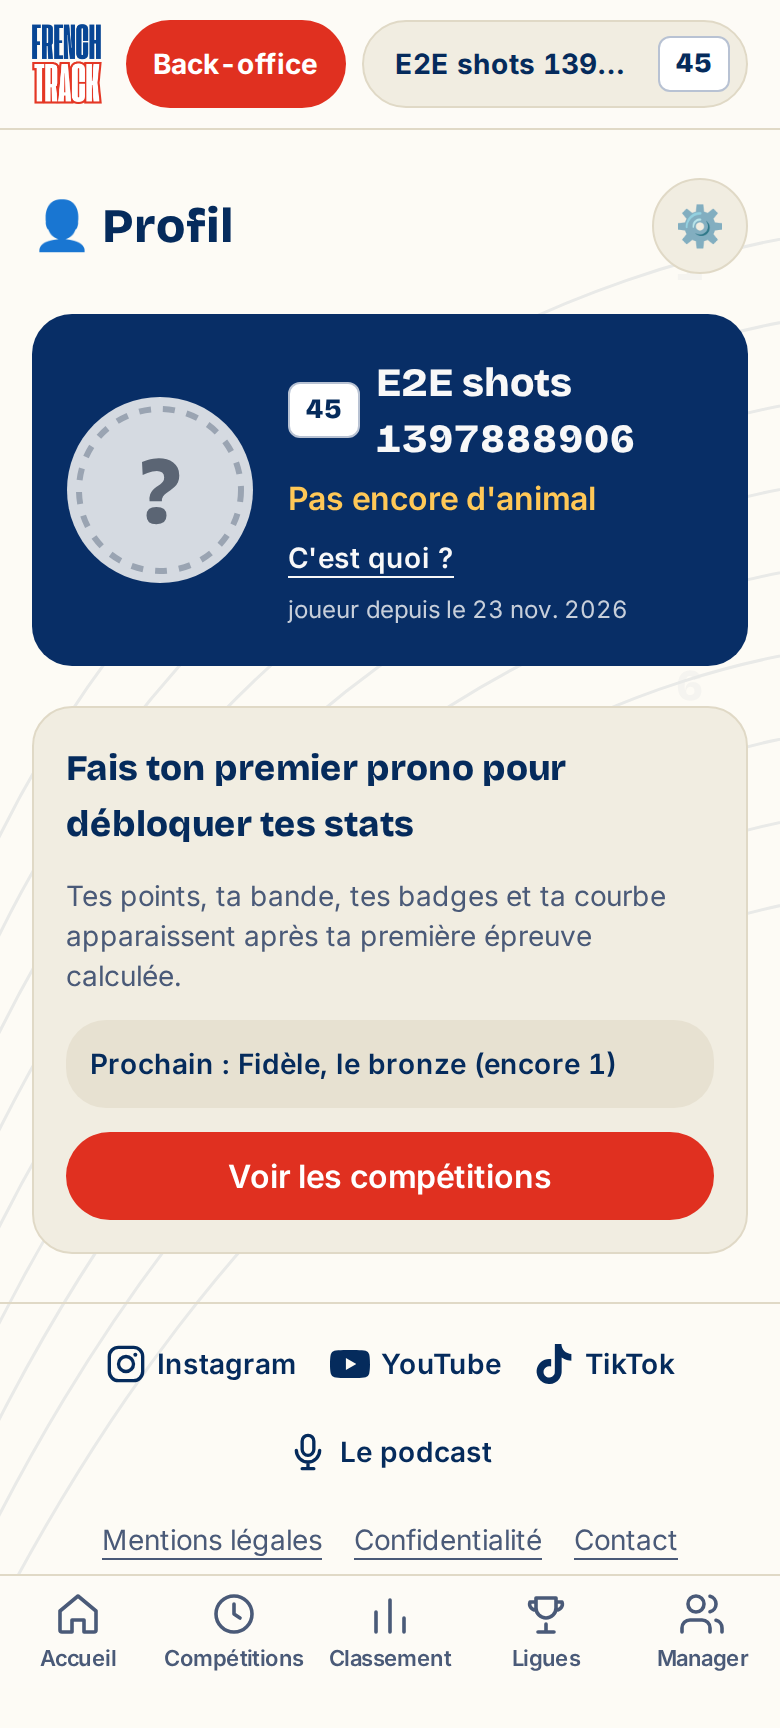 FRENCH
TRACK
Back-office
E2E shots 139...
45
Profil
45
E2E shots
1397888906
?
Pas encore d'animal
C'est quoi ?
joueur depuis le 23 nov. 2026
6
Fais ton premier prono pour
débloquer tes stats
Tes points, ta bande, tes badges et ta courbe
apparaissent après ta première épreuve
calculée.
Prochain : Fidèle, le bronze (encore 1)
Voir les compétitions
Instagram
YouTube
TikTok
Le podcast
Mentions légales
Confidentialité
Contact
Accueil
Compétitions
Classement
Ligues
Manager